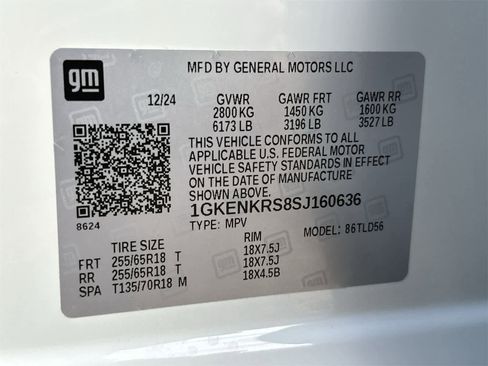 gm
MFD BY GENERAL MOTORS LLC
12/24 GVWR GAWR FRT GAWR RR
2800 KG 1450 KG 1600 KG
6173 LB 3196 LB 3527 LB
THIS VEHICLE CONFORMS TO ALL
APPLICABLE U.S. FEDERAL MOTOR
VEHICLE SAFETY STANDARDS IN EFFECT
ON THE DATE OF MANUFACTURE
SHOWN ABOVE.
1GKENKRS8SJ160636
8624
TYPE: MPV MODEL: 86TLD56
TIRE SIZE RIM
FRT 255/65R18 T 18X7.5J
RR 255/65R18 T 18X7.5J
SPA T135/70R18 M 18X4.5B